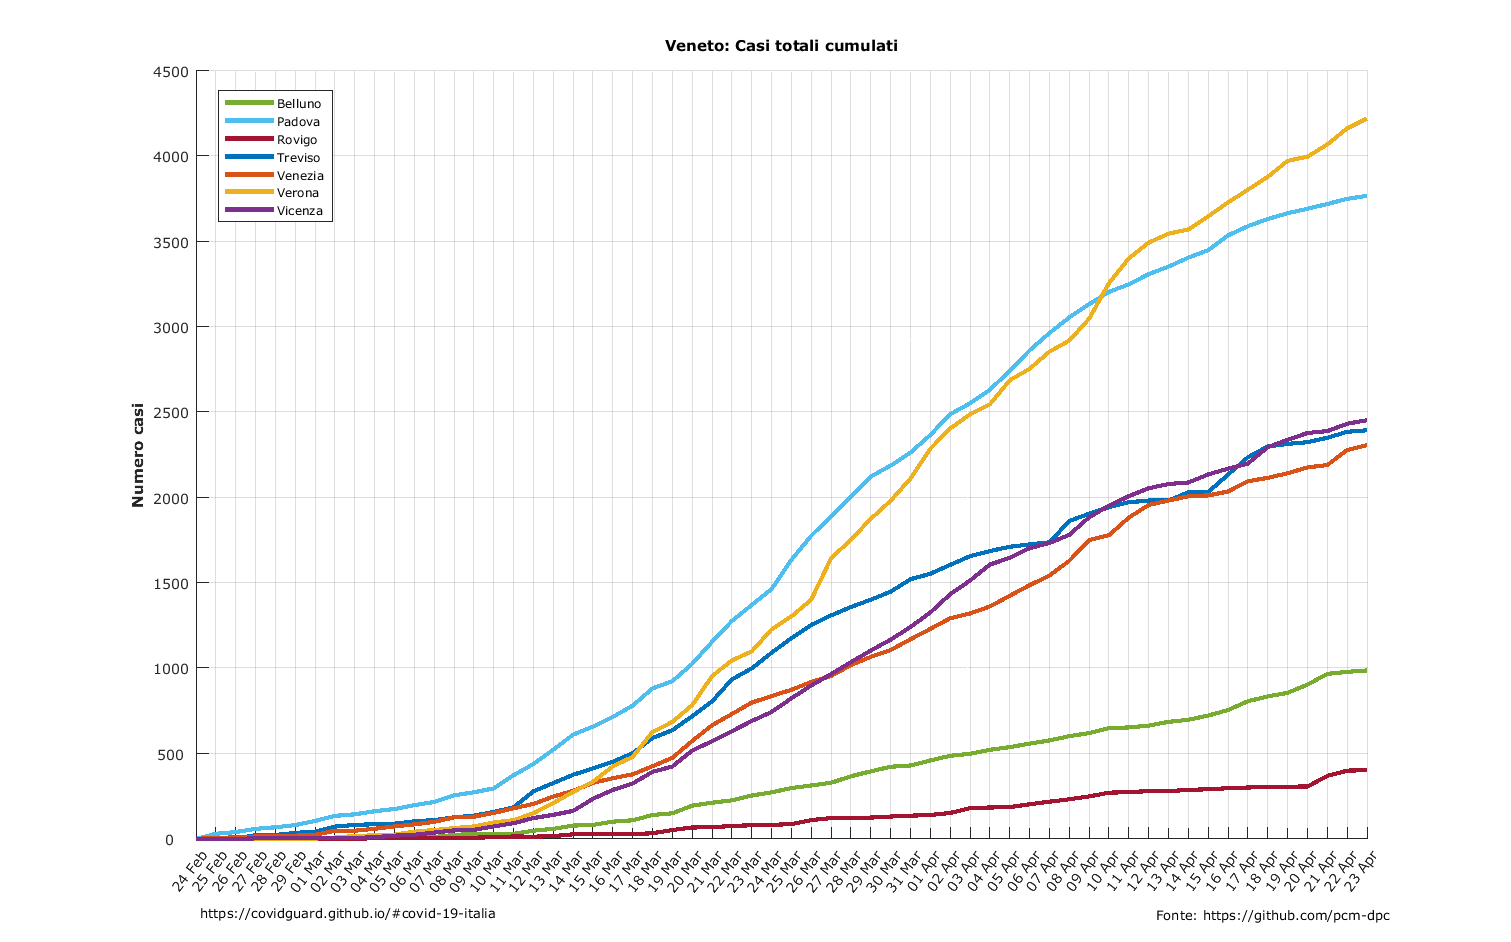 Veneto: Casi totali cumulati
4500
4000
3500
3000
2500
2000
1500
1000
500
0
Numero casi
Belluno
Padova
Rovigo
Treviso
Venezia
Verona
Vicenza
24 Feb
25 Feb
26 Feb
27 Feb
28 Feb
29 Feb
01 Mar
02 Mar
03 Mar
04 Mar
05 Mar
06 Mar
07 Mar
08 Mar
09 Mar
10 Mar
11 Mar
12 Mar
13 Mar
14 Mar
15 Mar
16 Mar
17 Mar
18 Mar
19 Mar
20 Mar
21 Mar
22 Mar
23 Mar
24 Mar
25 Mar
26 Mar
27 Mar
28 Mar
29 Mar
30 Mar
31 Mar
01 Apr
02 Apr
03 Apr
04 Apr
05 Apr
06 Apr
07 Apr
08 Apr
09 Apr
10 Apr
11 Apr
12 Apr
13 Apr
14 Apr
15 Apr
16 Apr
17 Apr
18 Apr
19 Apr
20 Apr
21 Apr
22 Apr
23 Apr
https://covidguard.github.io/#covid-19-italia
Fonte: https://github.com/pcm-dpc